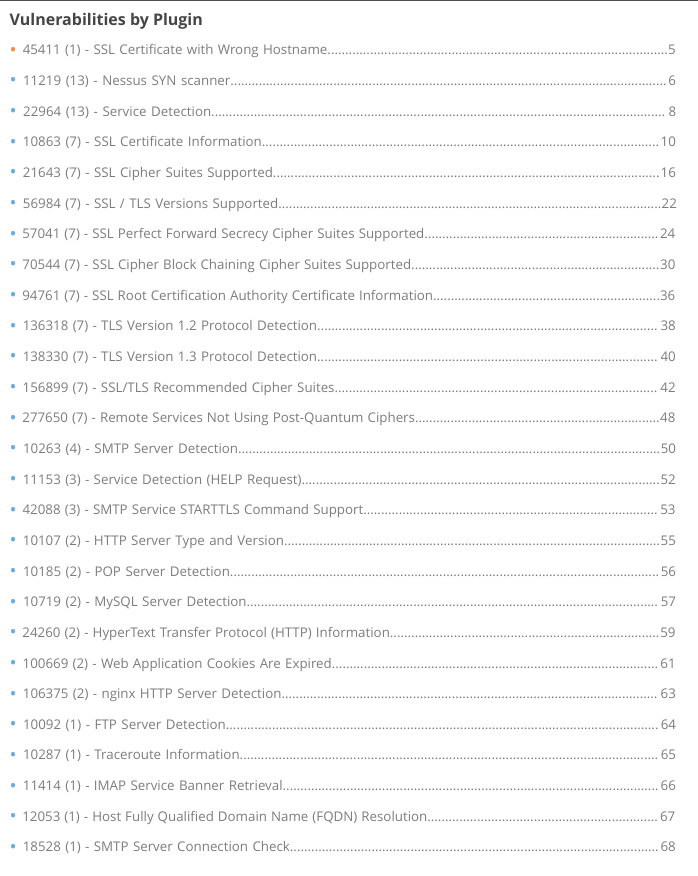 Vulnerabilities by Plugin
• 45411 (1) - SSL Certificate with Wrong Hostname....................................................................................................5
• 11219 (13) - Nessus SYN scanner....................................................................................................6
• 22964 (13) - Service Detection....................................................................................................8
• 10863 (7) - SSL Certificate Information....................................................................................................10
• 21643 (7) - SSL Cipher Suites Supported....................................................................................................16
• 56984 (7) - SSL / TLS Versions Supported....................................................................................................22
• 57041 (7) - SSL Perfect Forward Secrecy Cipher Suites Supported....................................................................................................24
• 70544 (7) - SSL Cipher Block Chaining Cipher Suites Supported....................................................................................................30
• 94761 (7) - SSL Root Certification Authority Certificate Information....................................................................................................36
• 136318 (7) - TLS Version 1.2 Protocol Detection....................................................................................................38
• 138330 (7) - TLS Version 1.3 Protocol Detection....................................................................................................40
• 156899 (7) - SSL/TLS Recommended Cipher Suites....................................................................................................42
• 277650 (7) - Remote Services Not Using Post-Quantum Ciphers....................................................................................................48
• 10263 (4) - SMTP Server Detection....................................................................................................50
• 11153 (3) - Service Detection (HELP Request)....................................................................................................52
• 42088 (3) - SMTP Service STARTTLS Command Support....................................................................................................53
• 10107 (2) - HTTP Server Type and Version....................................................................................................55
• 10185 (2) - POP Server Detection....................................................................................................56
• 10719 (2) - MySQL Server Detection....................................................................................................57
• 24260 (2) - HyperText Transfer Protocol (HTTP) Information....................................................................................................59
• 100669 (2) - Web Application Cookies Are Expired....................................................................................................61
• 106375 (2) - nginx HTTP Server Detection....................................................................................................63
• 10092 (1) - FTP Server Detection....................................................................................................64
• 10287 (1) - Traceroute Information....................................................................................................65
• 11414 (1) - IMAP Service Banner Retrieval....................................................................................................66
• 12053 (1) - Host Fully Qualified Domain Name (FQDN) Resolution....................................................................................................67
• 18528 (1) - SMTP Server Connection Check....................................................................................................68